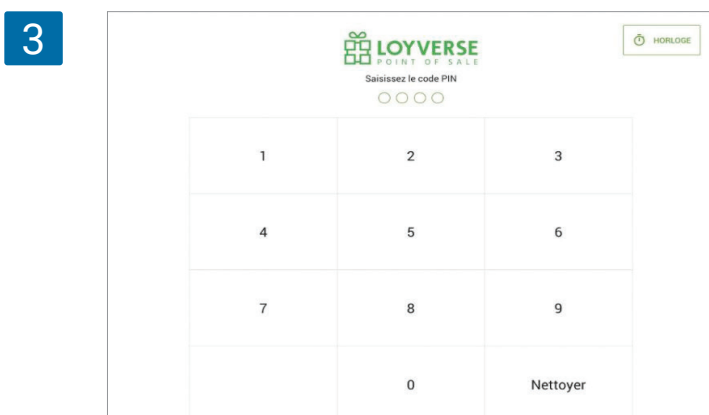 3
LOYVERSE
POINT OF SALE
HORLOGE
Saisissez le code PIN
1 2 3
4 5 6
7 8 9
0 Nettoyer